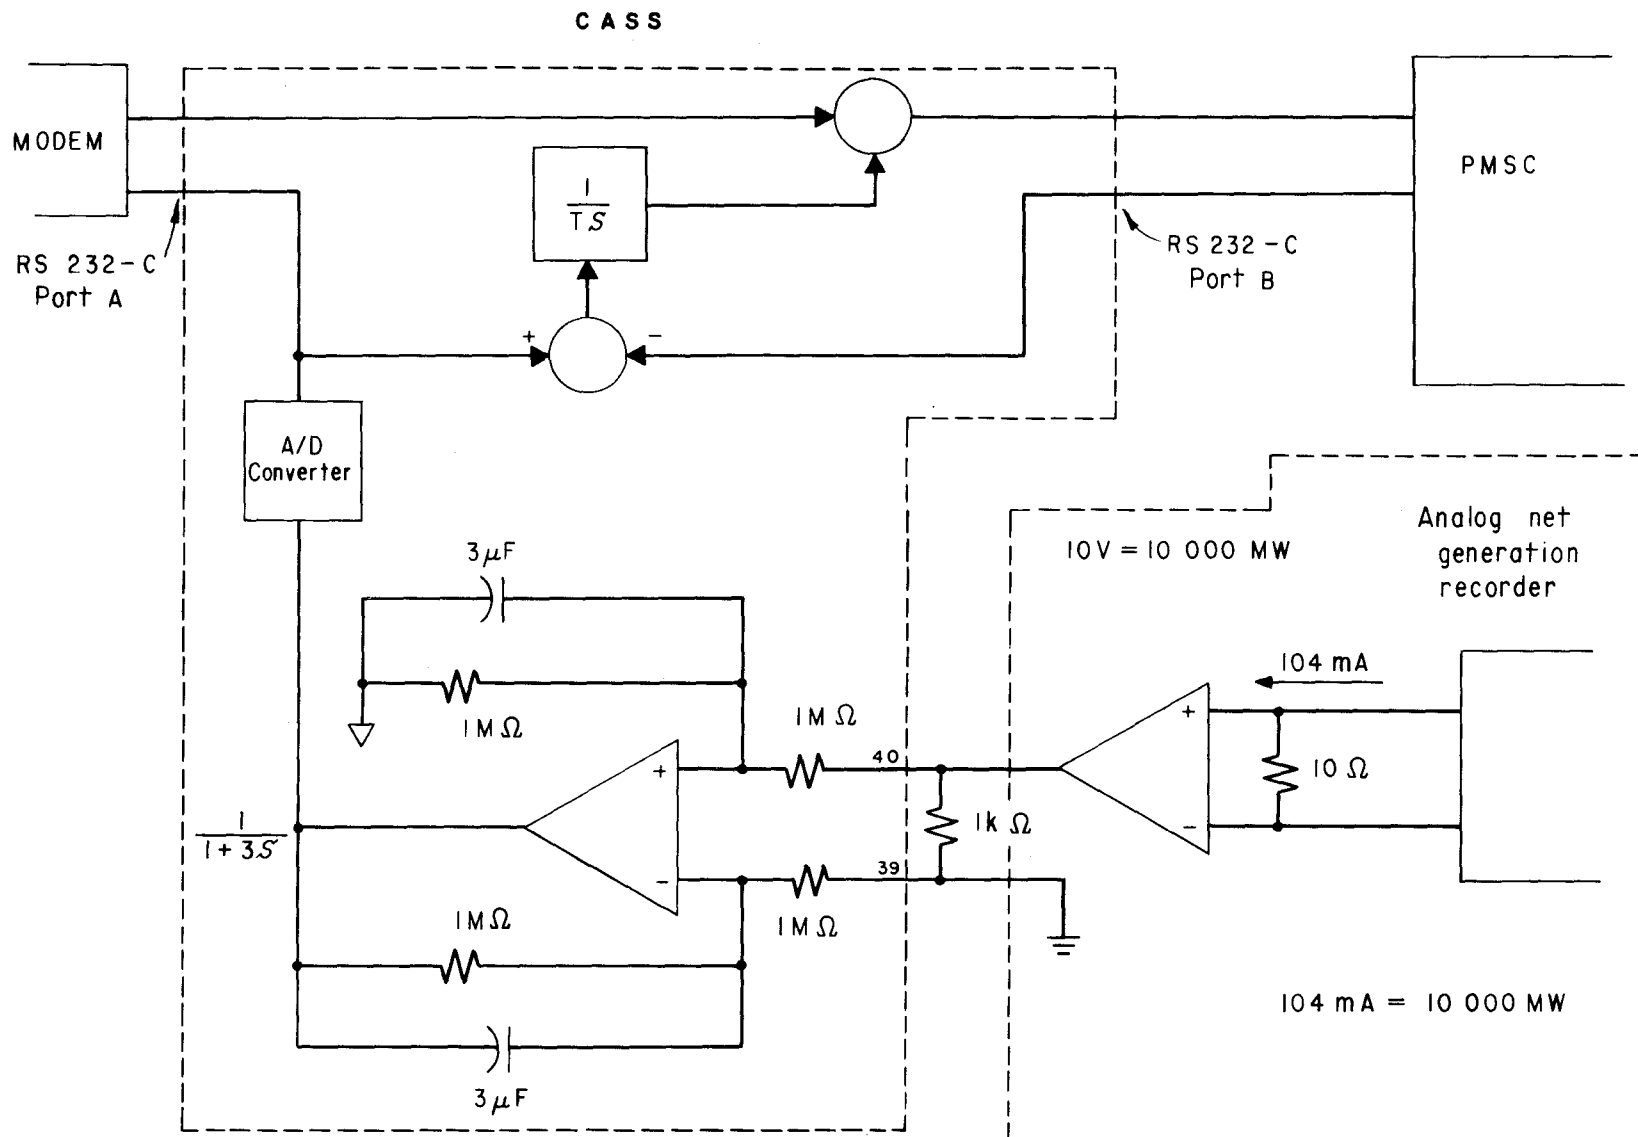 CASS
MODEM
PMSC
1
TS
RS 232-C
Port A
RS 232-C
Port B
+
−
A/D
Converter
Analog net
generation
recorder
10V = 10 000 MW
3μF
104 mA
1MΩ
1MΩ
40
+
+
10Ω
1
1+3S
1kΩ
−
39
−
1MΩ
1MΩ
104 mA = 10 000 MW
3μF